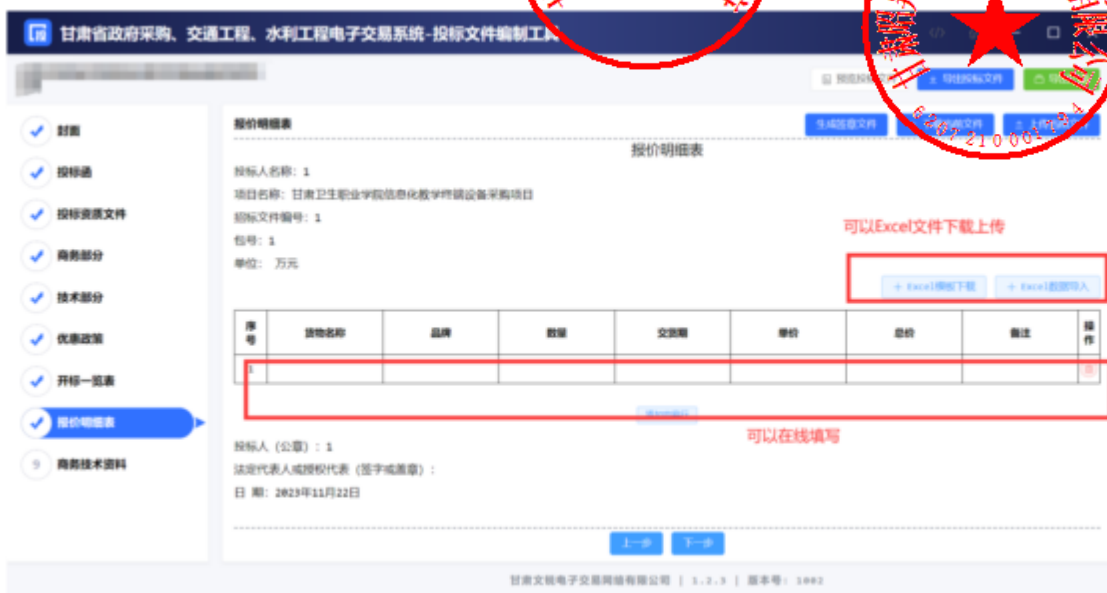 甘肃省政府采购、交通工程、水利工程电子交易系统-投标文件编制工具
封面
投标函
投标资质文件
商务部分
技术部分
优惠政策
开标一览表
报价明细表
9 商务技术资料
报价明细表
生成签章文件
报价明细表
投标人名称：1
项目名称：甘肃卫生职业学院信息化教学终端设备采购项目
招标文件编号：1
包号：1
单位： 万元
可以Excel文件下载上传
+ Excel模板下载 + Excel数据导入
序号 货物名称 品牌 数量 交货期 单价 总价 备注 操作
1
可以在线填写
投标人（公章）：1
法定代表人或授权代表（签字或盖章）：
日 期：2023年11月22日
上一步 下一步
甘肃文锐电子交易网络有限公司 | 1.2.3 | 版本号：1002